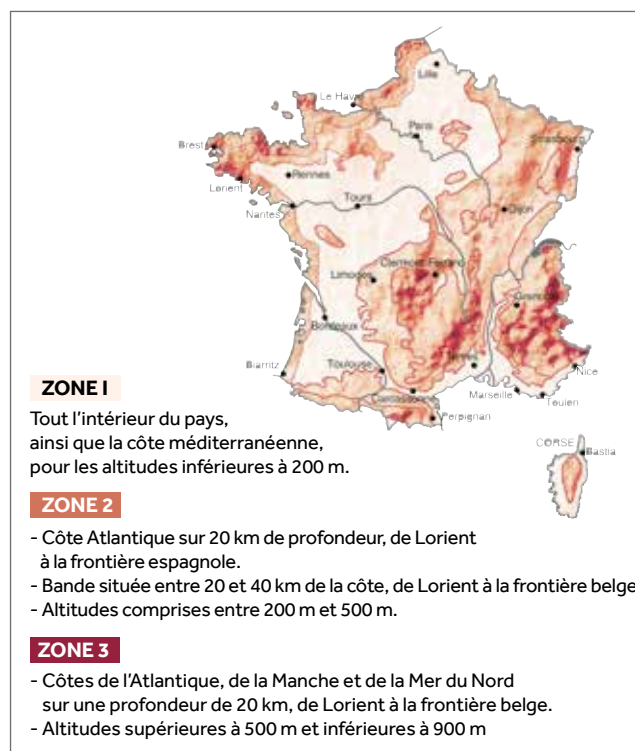 Lille
Le Havre
Paris
Strasbourg
Brest
Rennes
Lorient
Tours
Nantes
Dijon
Clermont-Ferrand
Limoges
Grenoble
Bordeaux
Biarritz
Toulouse
Nîmes
Nice
Carcassonne
Marseille
Toulon
Perpignan
CORSE
Bastia
ZONE I
Tout l'intérieur du pays,
ainsi que la côte méditerranéenne,
pour les altitudes inférieures à 200 m.
ZONE 2
- Côte Atlantique sur 20 km de profondeur, de Lorient
à la frontière espagnole.
- Bande située entre 20 et 40 km de la côte, de Lorient à la frontière belge
- Altitudes comprises entre 200 m et 500 m.
ZONE 3
- Côtes de l'Atlantique, de la Manche et de la Mer du Nord
sur une profondeur de 20 km, de Lorient à la frontière belge.
- Altitudes supérieures à 500 m et inférieures à 900 m